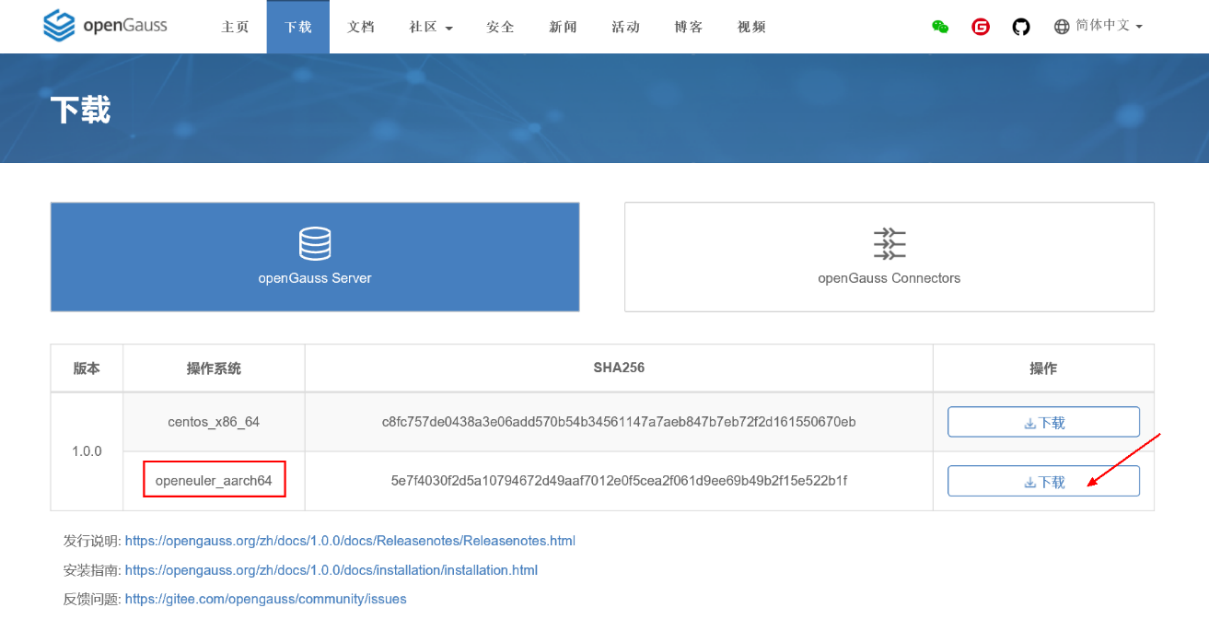 openGauss 主页 下载 文档 社区 安全 新闻 活动 博客 视频 简体中文
下载
openGauss Server openGauss Connectors
版本 操作系统 SHA256 操作
centos_x86_64 c8fc757de0438a3e06add570b54b34561147a7aeb847b7eb72f2d161550670eb 下载
1.0.0
openeuler_aarch64 5e7f4030f2d5a10794672d49aaf7012e0f5cea2f061d9ee69b49b2f15e522b1f 下载
发行说明: https://opengauss.org/zh/docs/1.0.0/docs/Releasenotes/Releasenotes.html
安装指南: https://opengauss.org/zh/docs/1.0.0/docs/installation/installation.html
反馈问题: https://gitee.com/opengauss/community/issues